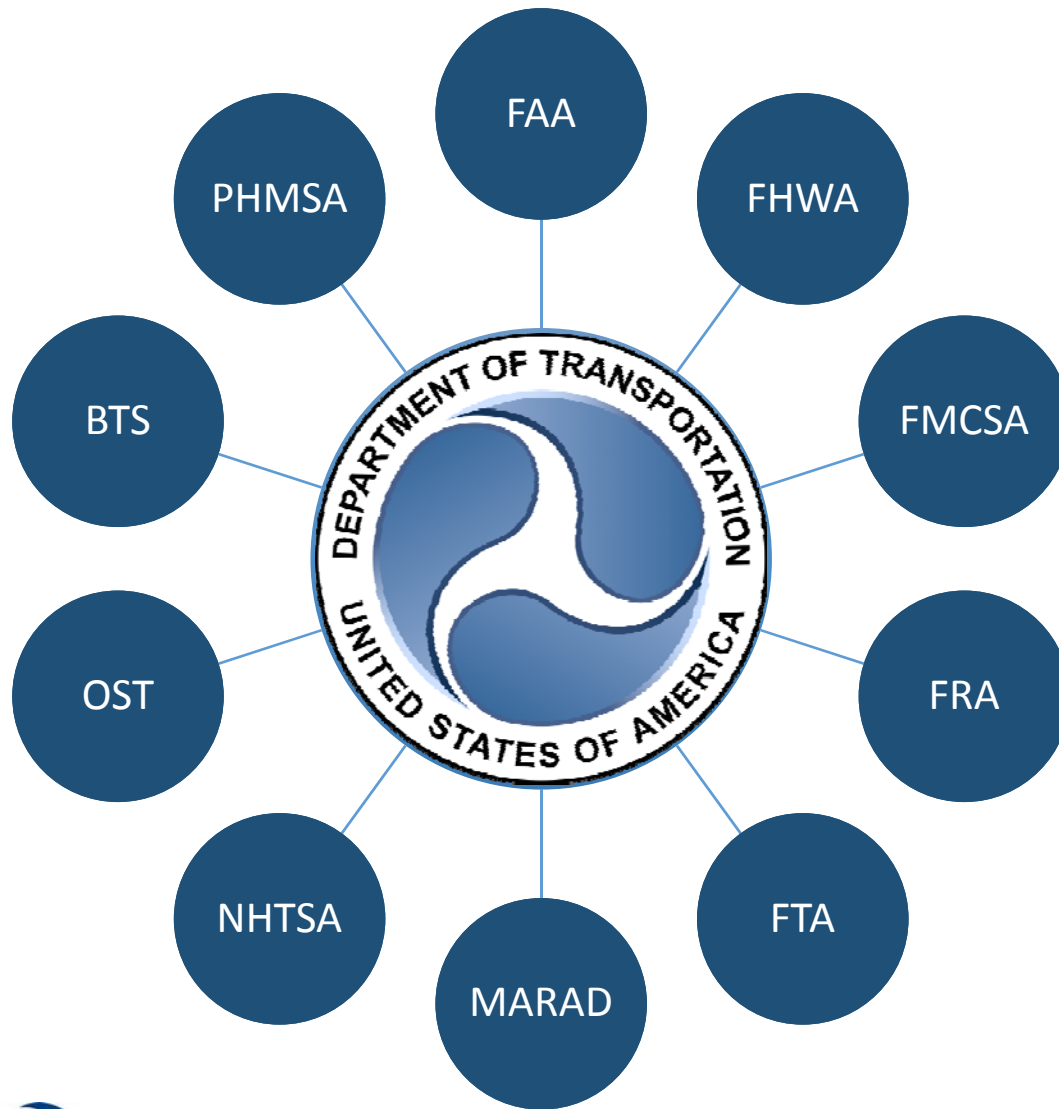 FAA
FHWA
PHMSA
DEPARTMENT OF TRANSPORTATION
BTS
FMCSA
UNITED STATES OF AMERICA
OST
FRA
NHTSA
FTA
MARAD